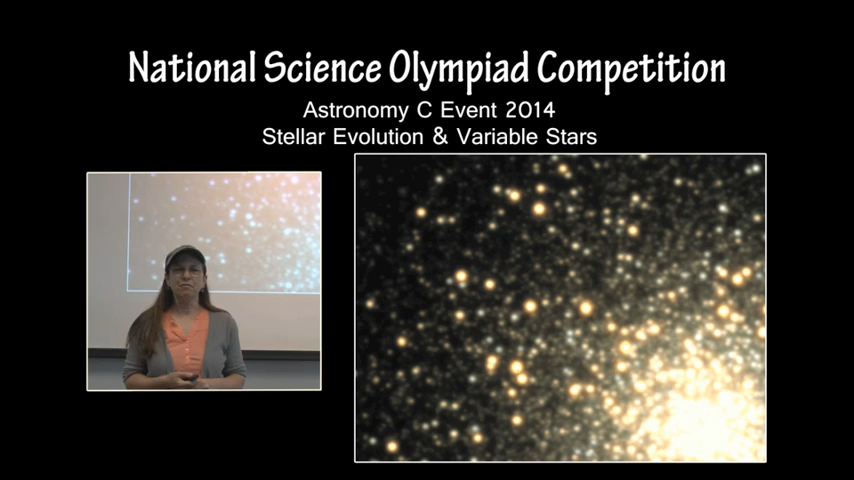 National Science Olympiad Competition
Astronomy C Event 2014
Stellar Evolution & Variable Stars